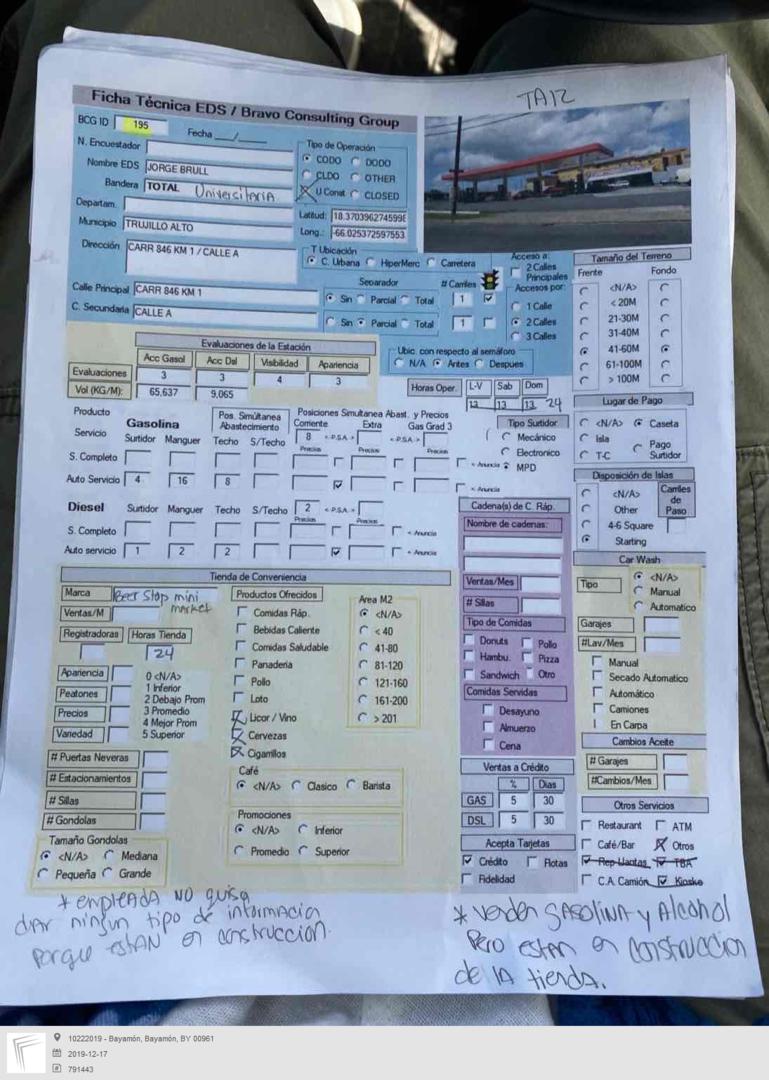 TA12
Ficha Técnica EDS / Bravo Consulting Group
BCG ID 195
Fecha __/__
N. Encuestador
Nombre EDS JORGE BRULL
Bandera TOTAL Universitaria
Departam.
Municipio TRUJILLO ALTO
Dirección CARR 846 KM 1 / CALLE A
Calle Principal CARR 846 KM 1
C. Secundaria CALLE A
Tipo de Operación
CODO DODO
CLDO OTHER
U Const CLOSED
Latitud: 18.370396274599E
Long.: -66.025372597553
T Ubicación
C. Urbana HiperMerc Carretera
Separador # Carriles
Sin Parcial Total 1
Sin Parcial Total 1
Acceso a:
2 Calles Principales
Accesos por:
1 Calle
2 Calles
3 Calles
Tamaño del Terreno
Frente Fondo
<N/A>
< 20M
21-30M
31-40M
41-60M
61-100M
> 100M
Evaluaciones de la Estación
Acc Gasol Acc Dsl Visibilidad Apariencia
Evaluaciones 3 3 4 3
Vol (KG/M): 65,637 9,065
Ubic. con respecto al semáforo
N/A Antes Despues
Horas Oper. L-V Sab Dom
13 13 13 24
Lugar de Pago
<N/A> Caseta
Isla Pago Surtidor
T-C
Producto Gasolina
Servicio Surtidor Manguer
Pos. Simultanea Abastecimiento
Techo S/Techo
Posiciones Simultanea Abast. y Precios
Corriente Extra Gas Grad 3
8 < P.S.A > < P.S.A >
Precios Precios Precios
S. Completo < Anuncia
Auto Servicio 4 16 8 < Anuncia
Tipo Surtidor
Mecánico
Electronico
MPD
Disposición de Islas
<N/A>
Other
4-6 Square
Starting
Carriles de Paso
Diesel Surtidor Manguer Techo S/Techo 2 < P.S.A >
Precios Precios
S. Completo < Anuncia
Auto servicio 1 2 2 < Anuncia
Cadena(s) de C. Ráp.
Nombre de cadenas:
Ventas/Mes
# Sillas
Tipo de Comidas
Donuts Pollo
Hambu. Pizza
Sandwich Otro
Comidas Servidas
Desayuno
Almuerzo
Cena
Car Wash
Tipo <N/A>
Manual
Automatico
Garajes
#Lav/Mes
Manual
Secado Automatico
Automático
Camiones
En Carpa
Cambios Aceite
# Garajes
#Cambios/Mes
Tienda de Conveniencia
Marca Beer Stop mini market
Ventas/M
Registradoras Horas Tienda
24
Apariencia
Peatones
Precios
Variedad
0 <N/A>
1 Inferior
2 Debajo Prom
3 Promedio
4 Mejor Prom
5 Superior
# Puertas Neveras
# Estacionamientos
# Sillas
# Gondolas
Tamaño Gondolas
<N/A> Mediana
Pequeña Grande
Productos Ofrecidos
Comidas Ráp.
Bebidas Caliente
Comidas Saludable
Panaderia
Pollo
Loto
Licor / Vino
Cervezas
Cigarrillos
Area M2
<N/A>
< 40
41-80
81-120
121-160
161-200
> 201
Café
<N/A> Clasico Barista
Promociones
<N/A> Inferior
Promedio Superior
Ventas a Crédito
% Dias
GAS 5 30
DSL 5 30
Acepta Tarjetas
Crédito Flotas
Fidelidad
Otros Servicios
Restaurant ATM
Café/Bar Otros
Rep Llantas TBA
C.A. Camión Kioske
* empleada NO quiso
dar ningun tipo de informacia
porque estAN en construccion.
* venden GASOLINA y Alcohol
Pero estan en construccion
de la tienda.
10222019 - Bayamón, Bayamón, BY 00961
2019-12-17
791443